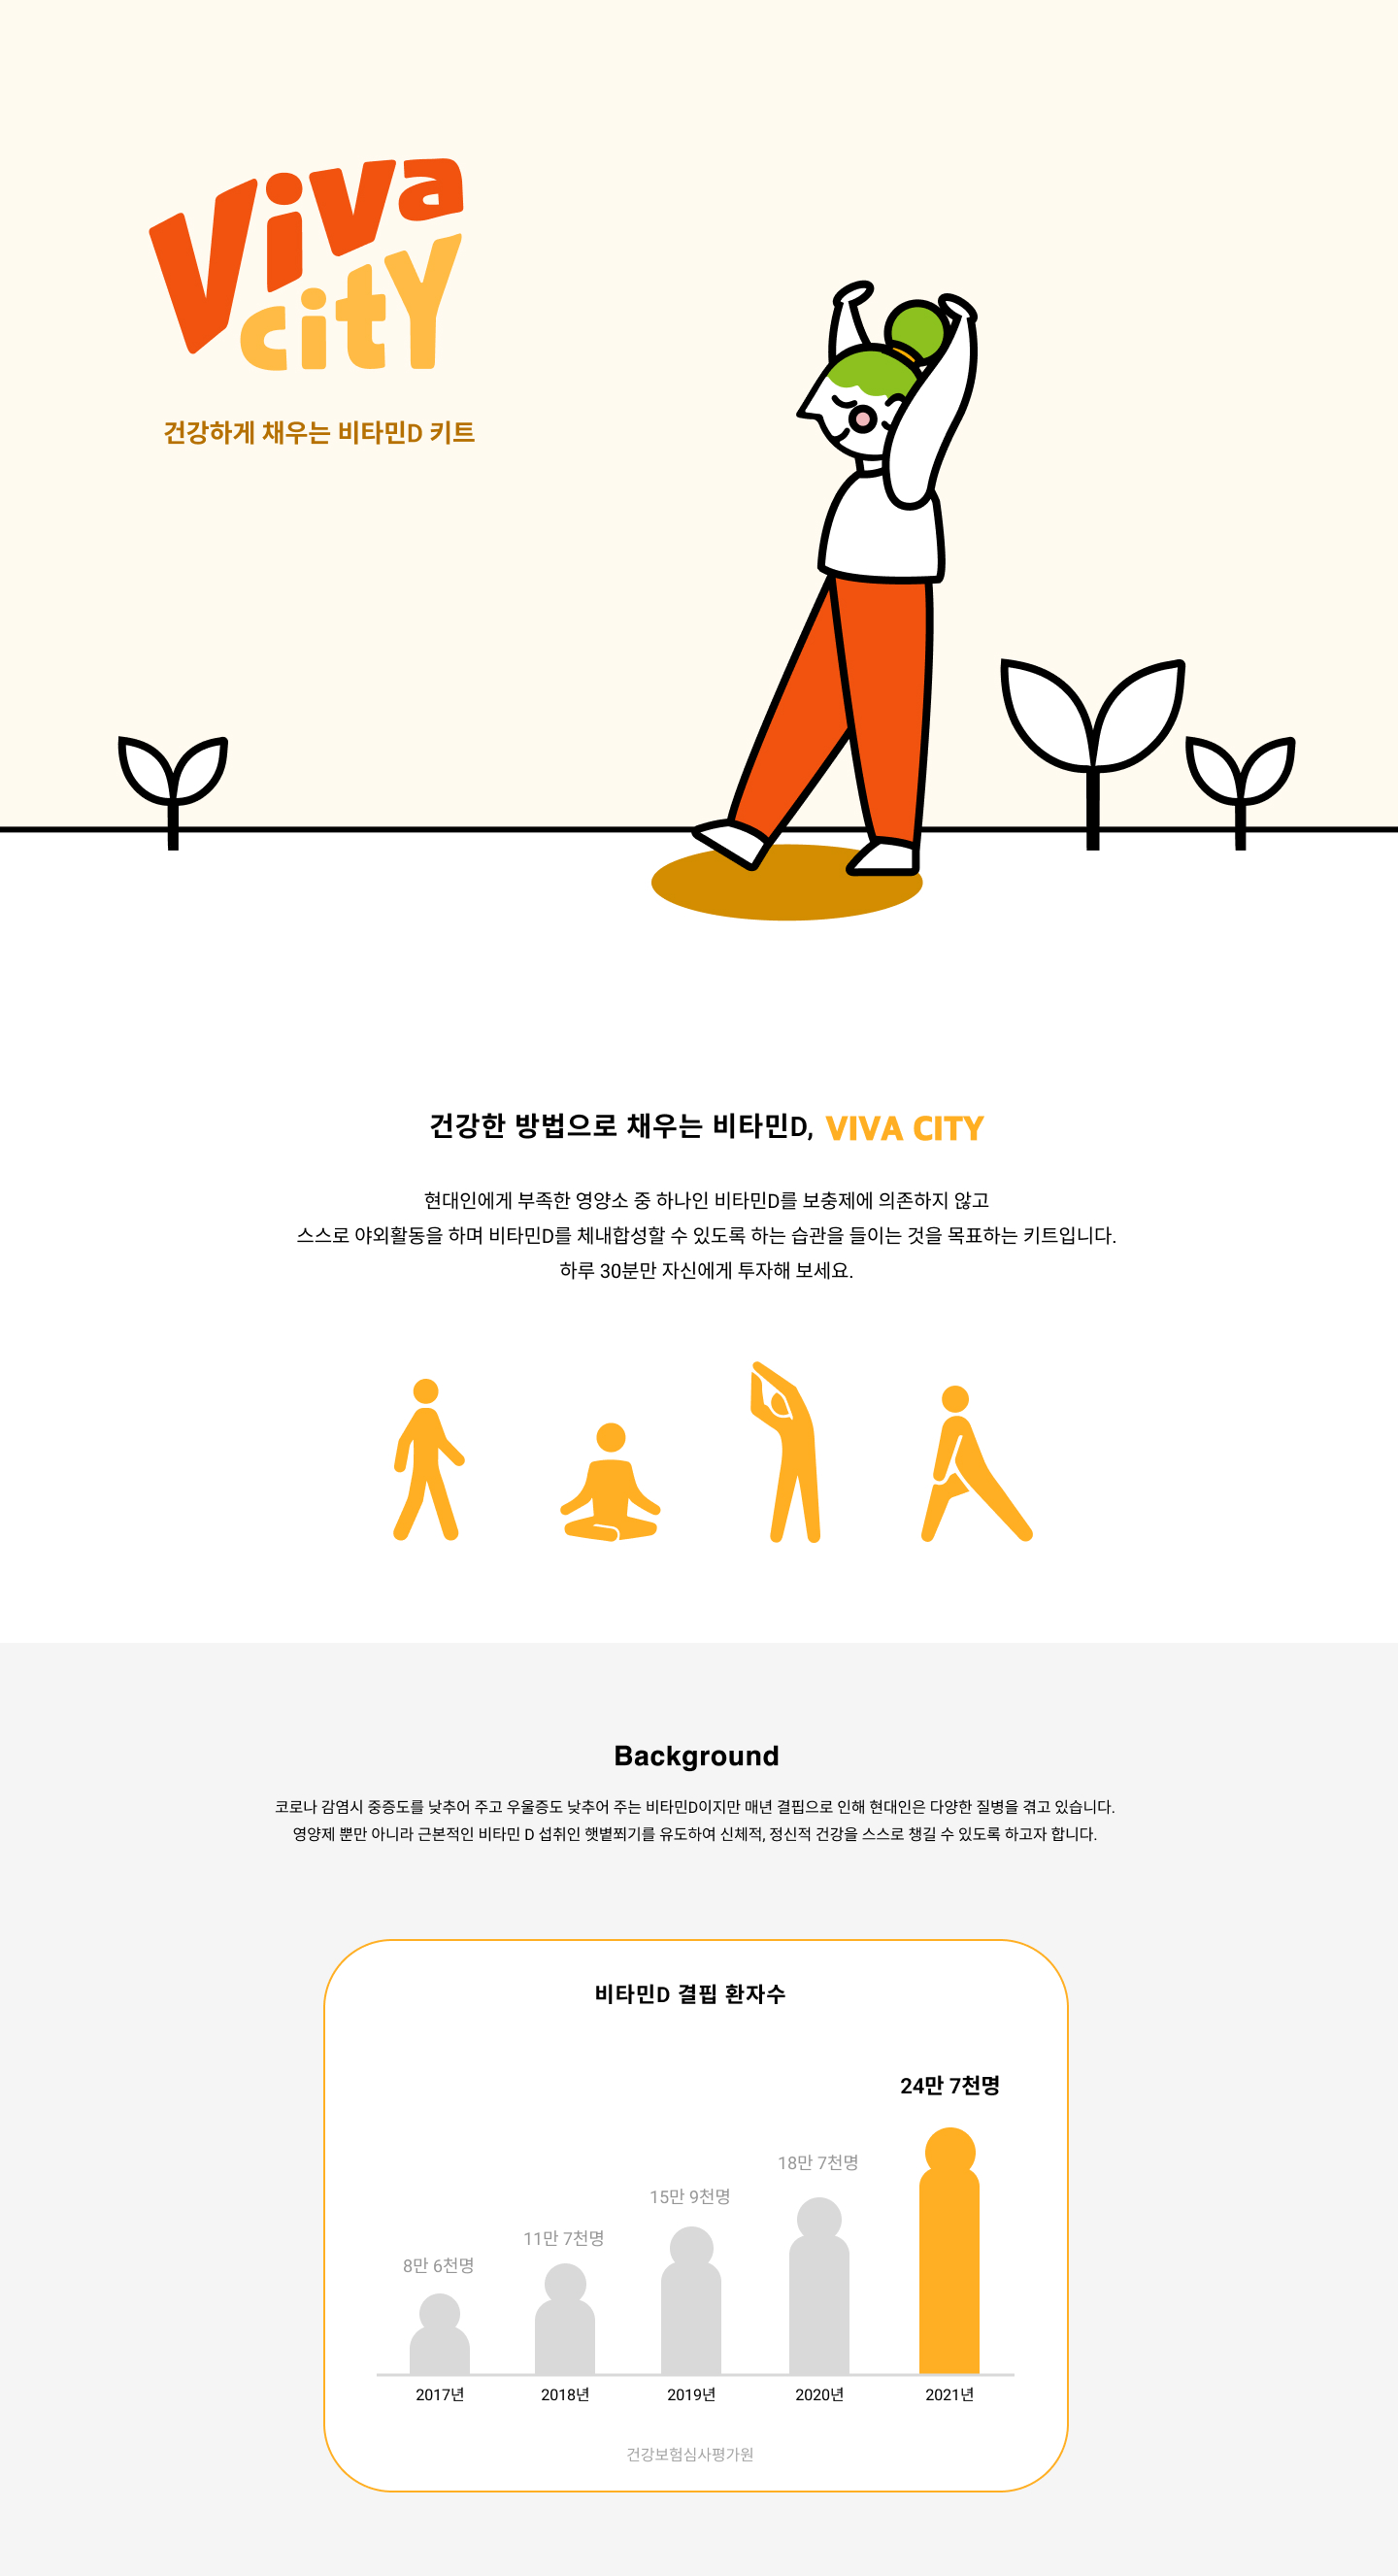 Viva
citY
건강하게 채우는 비타민D 키트
건강한 방법으로 채우는 비타민D, VIVA CITY
현대인에게 부족한 영양소 중 하나인 비타민D를 보충제에 의존하지 않고
스스로 야외활동을 하며 비타민D를 체내합성할 수 있도록 하는 습관을 들이는 것을 목표하는 키트입니다.
하루 30분만 자신에게 투자해 보세요.
Background
코로나 감염시 중증도를 낮추어 주고 우울증도 낮추어 주는 비타민D이지만 매년 결핍으로 인해 현대인은 다양한 질병을 겪고 있습니다.
영양제 뿐만 아니라 근본적인 비타민 D 섭취인 햇볕쬐기를 유도하여 신체적, 정신적 건강을 스스로 챙길 수 있도록 하고자 합니다.
비타민D 결핍 환자수
8만 6천명
11만 7천명
15만 9천명
18만 7천명
24만 7천명
2017년
2018년
2019년
2020년
2021년
건강보험심사평가원